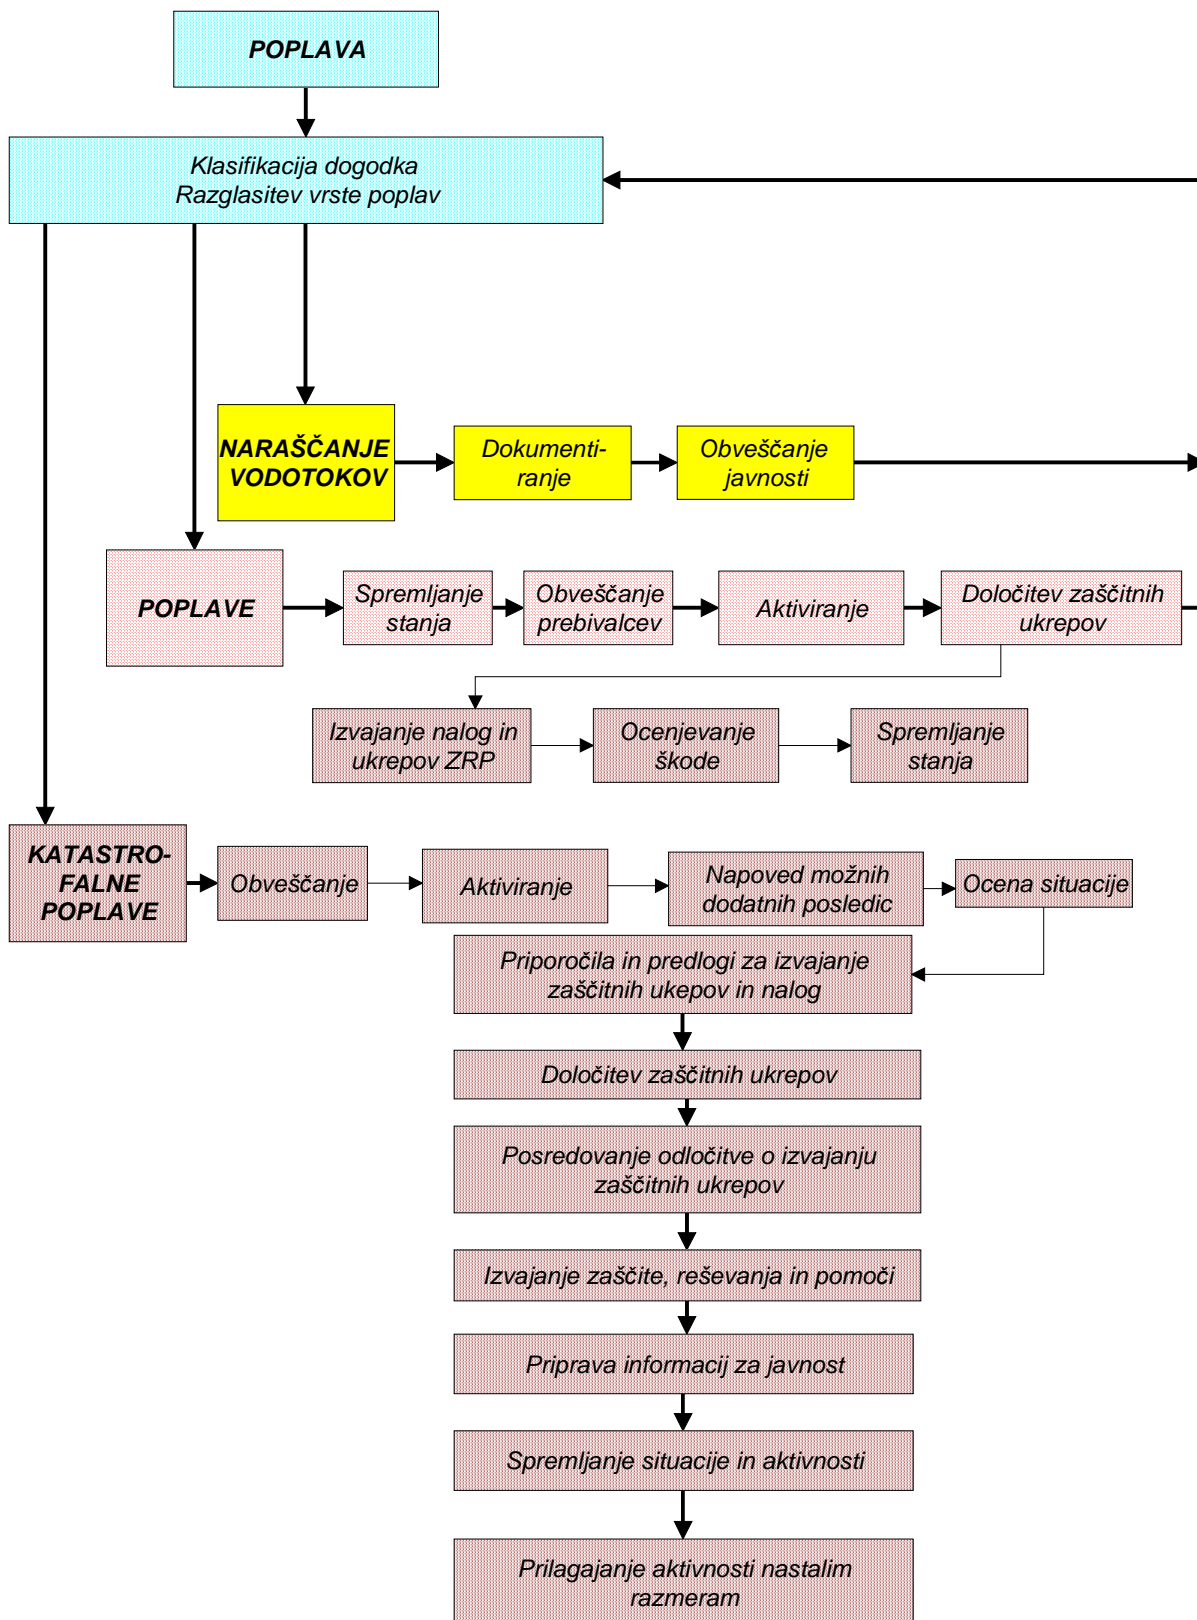 POPLAVA
Klasifikacija dogodka
Razglasitev vrste poplav
NARAŠČANJE
VODOTOKOV
Dokumenti-
ranje
Obveščanje
javnosti
POPLAVE
Spremljanje
stanja
Obveščanje
prebivalcev
Aktiviranje
Določitev zaščitnih
ukrepov
Izvajanje nalog in
ukrepov ZRP
Ocenjevanje
škode
Spremljanje
stanja
KATASTRO-
FALNE
POPLAVE
Obveščanje
Aktiviranje
Napoved možnih
dodatnih posledic
Ocena situacije
Priporočila in predlogi za izvajanje
zaščitnih ukepov in nalog
Določitev zaščitnih ukrepov
Posredovanje odločitve o izvajanju
zaščitnih ukrepov
Izvajanje zaščite, reševanja in pomoči
Priprava informacij za javnost
Spremljanje situacije in aktivnosti
Prilagajanje aktivnosti nastalim
razmeram